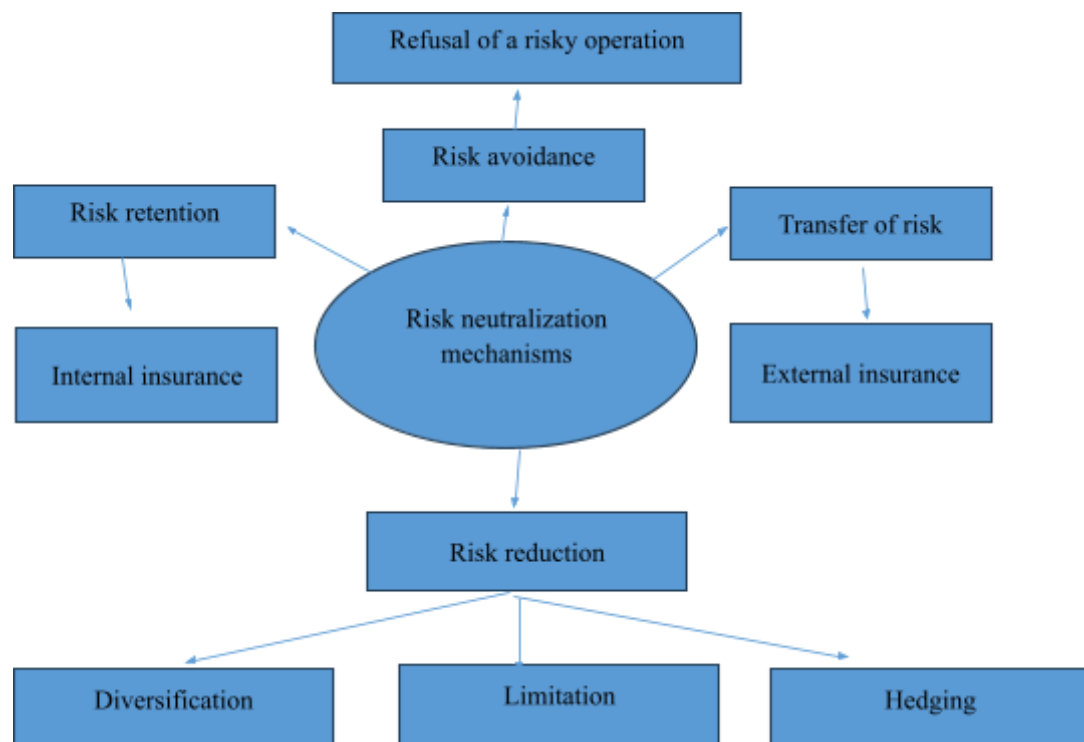 Refusal of a risky operation
Risk avoidance
Risk retention
Transfer of risk
Risk neutralization
mechanisms
Internal insurance
External insurance
Risk reduction
Diversification
Limitation
Hedging